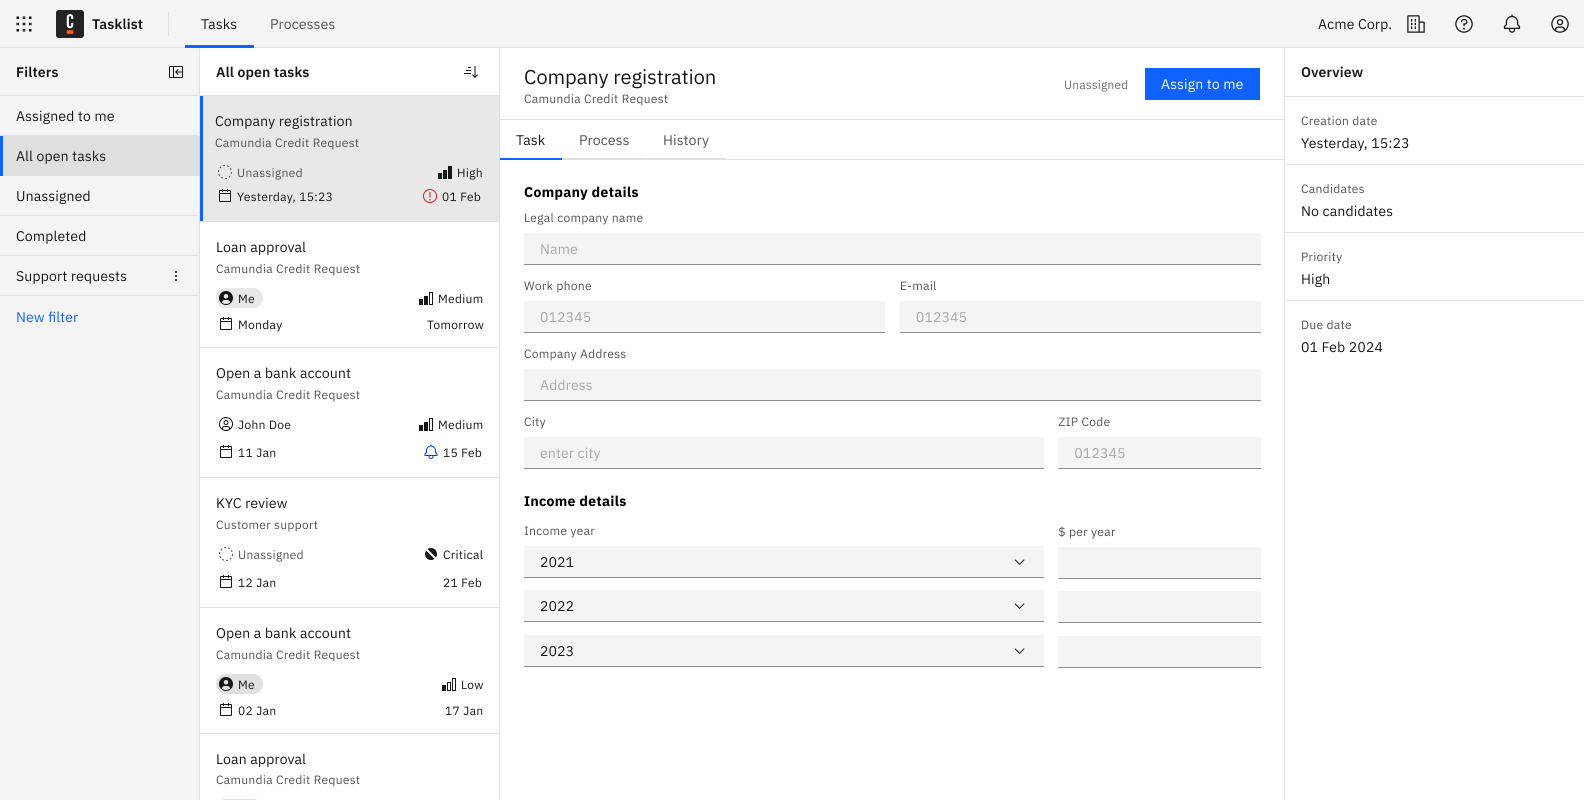 Tasklist
Tasks
Processes
Acme Corp.
Filters
Assigned to me
All open tasks
Unassigned
Completed
Support requests
New filter
All open tasks
Company registration
Camundia Credit Request
Unassigned
High
Yesterday, 15:23
01 Feb
Loan approval
Camundia Credit Request
Me
Medium
Monday
Tomorrow
Open a bank account
Camundia Credit Request
John Doe
Medium
11 Jan
15 Feb
KYC review
Customer support
Unassigned
Critical
12 Jan
21 Feb
Open a bank account
Camundia Credit Request
Me
Low
02 Jan
17 Jan
Loan approval
Camundia Credit Request
Company registration
Camundia Credit Request
Unassigned
Assign to me
Task
Process
History
Company details
Legal company name
Name
Work phone
E-mail
012345
012345
Company Address
Address
City
ZIP Code
enter city
012345
Income details
Income year
$ per year
2021
2022
2023
Overview
Creation date
Yesterday, 15:23
Candidates
No candidates
Priority
High
Due date
01 Feb 2024